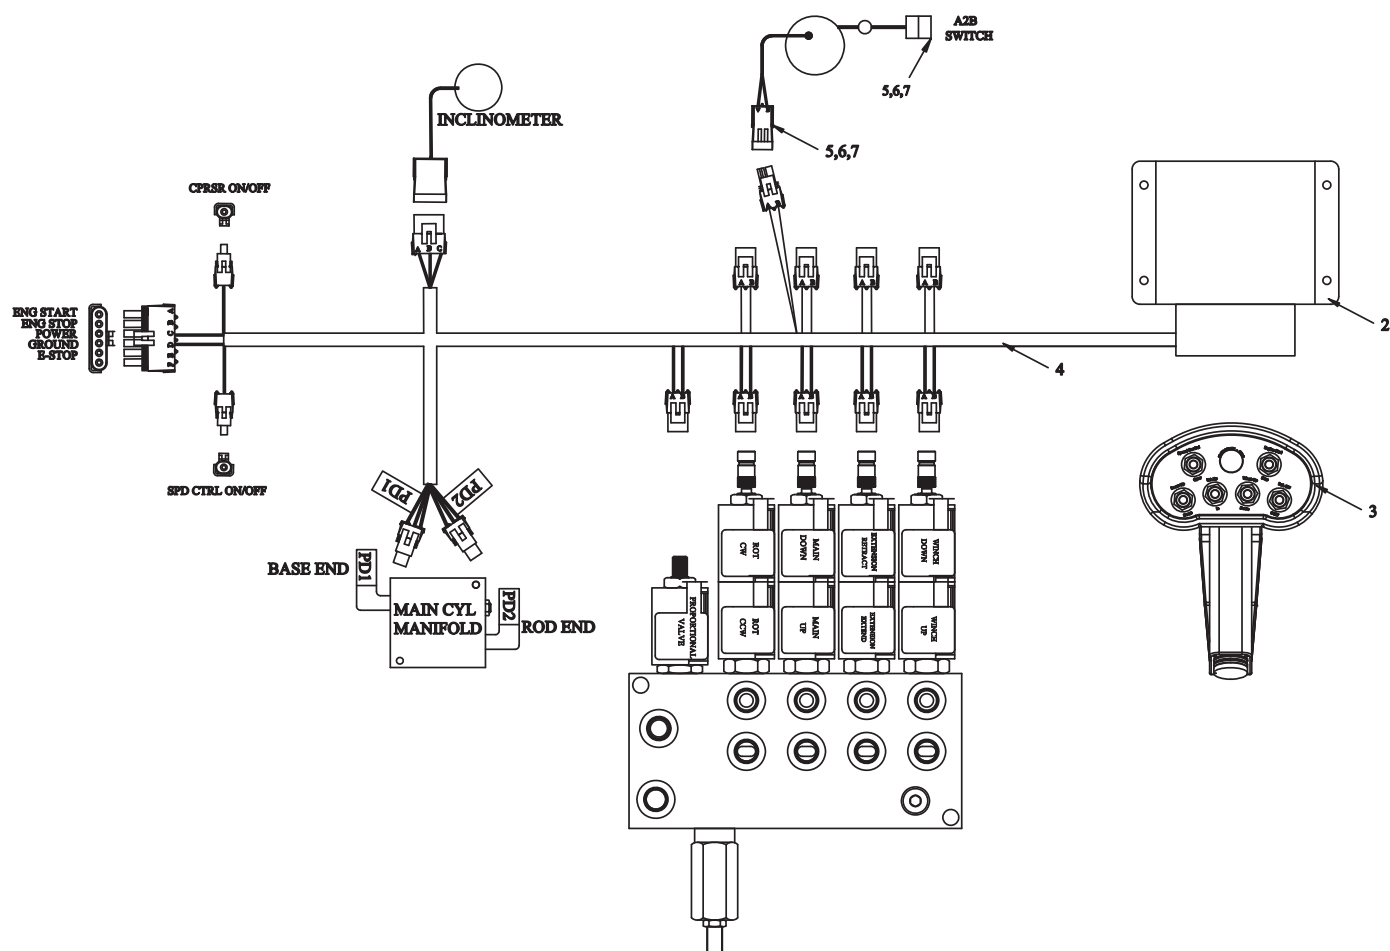 A2B
SWITCH
5,6,7
INCLINOMETER
5,6,7
CPRSR ON/OFF
A B C
A B
A B
A B
A B
ENG START
ENG STOP
POWER
GROUND
E-STOP
A
B
C
D
E
F
2
4
A B
A B
A B
A B
A B
SPD CTRL ON/OFF
PD1
PD2
3
BASE END
PD1
MAIN CYL
MANIFOLD
PD2
ROD END
PROPORTIONAL
VALVE
ROT
CW
MAIN
DOWN
EXTENSION
RETRACT
WINCH
DOWN
ROT
CCW
MAIN
UP
EXTENSION
EXTEND
WINCH
UP